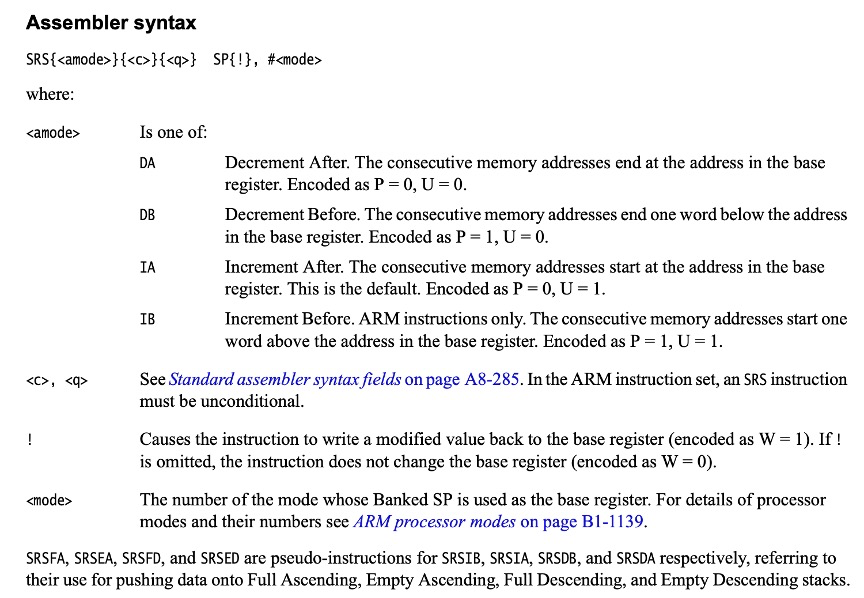 Assembler syntax
SRS{<amode>}{<c>}{<q>} SP{!}, #<mode>
where:
<amode> Is one of:
DA Decrement After. The consecutive memory addresses end at the address in the base
register. Encoded as P = 0, U = 0.
DB Decrement Before. The consecutive memory addresses end one word below the address
in the base register. Encoded as P = 1, U = 0.
IA Increment After. The consecutive memory addresses start at the address in the base
register. This is the default. Encoded as P = 0, U = 1.
IB Increment Before. ARM instructions only. The consecutive memory addresses start one
word above the address in the base register. Encoded as P = 1, U = 1.
<c>, <q> See Standard assembler syntax fields on page A8-285. In the ARM instruction set, an SRS instruction
must be unconditional.
! Causes the instruction to write a modified value back to the base register (encoded as W = 1). If !
is omitted, the instruction does not change the base register (encoded as W = 0).
<mode> The number of the mode whose Banked SP is used as the base register. For details of processor
modes and their numbers see ARM processor modes on page B1-1139.
SRSFA, SRSEA, SRSFD, and SRSED are pseudo-instructions for SRSIB, SRSIA, SRSDB, and SRSDA respectively, referring to
their use for pushing data onto Full Ascending, Empty Ascending, Full Descending, and Empty Descending stacks.